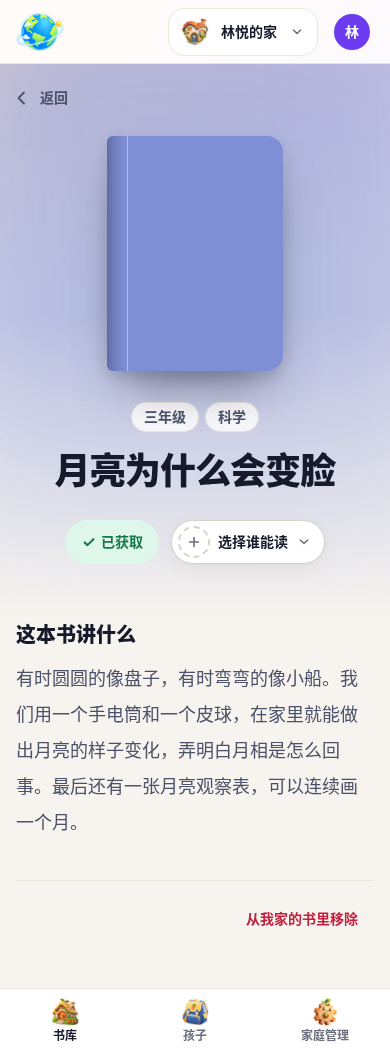 林悦的家
林
返回
三年级
科学
月亮为什么会变脸
已获取
选择谁能读
这本书讲什么
有时圆圆的像盘子，有时弯弯的像小船。我
们用一个手电筒和一个皮球，在家里就能做
出月亮的样子变化，弄明白月相是怎么回
事。最后还有一张月亮观察表，可以连续画
一个月。
从我家的书里移除
书库
孩子
家庭管理